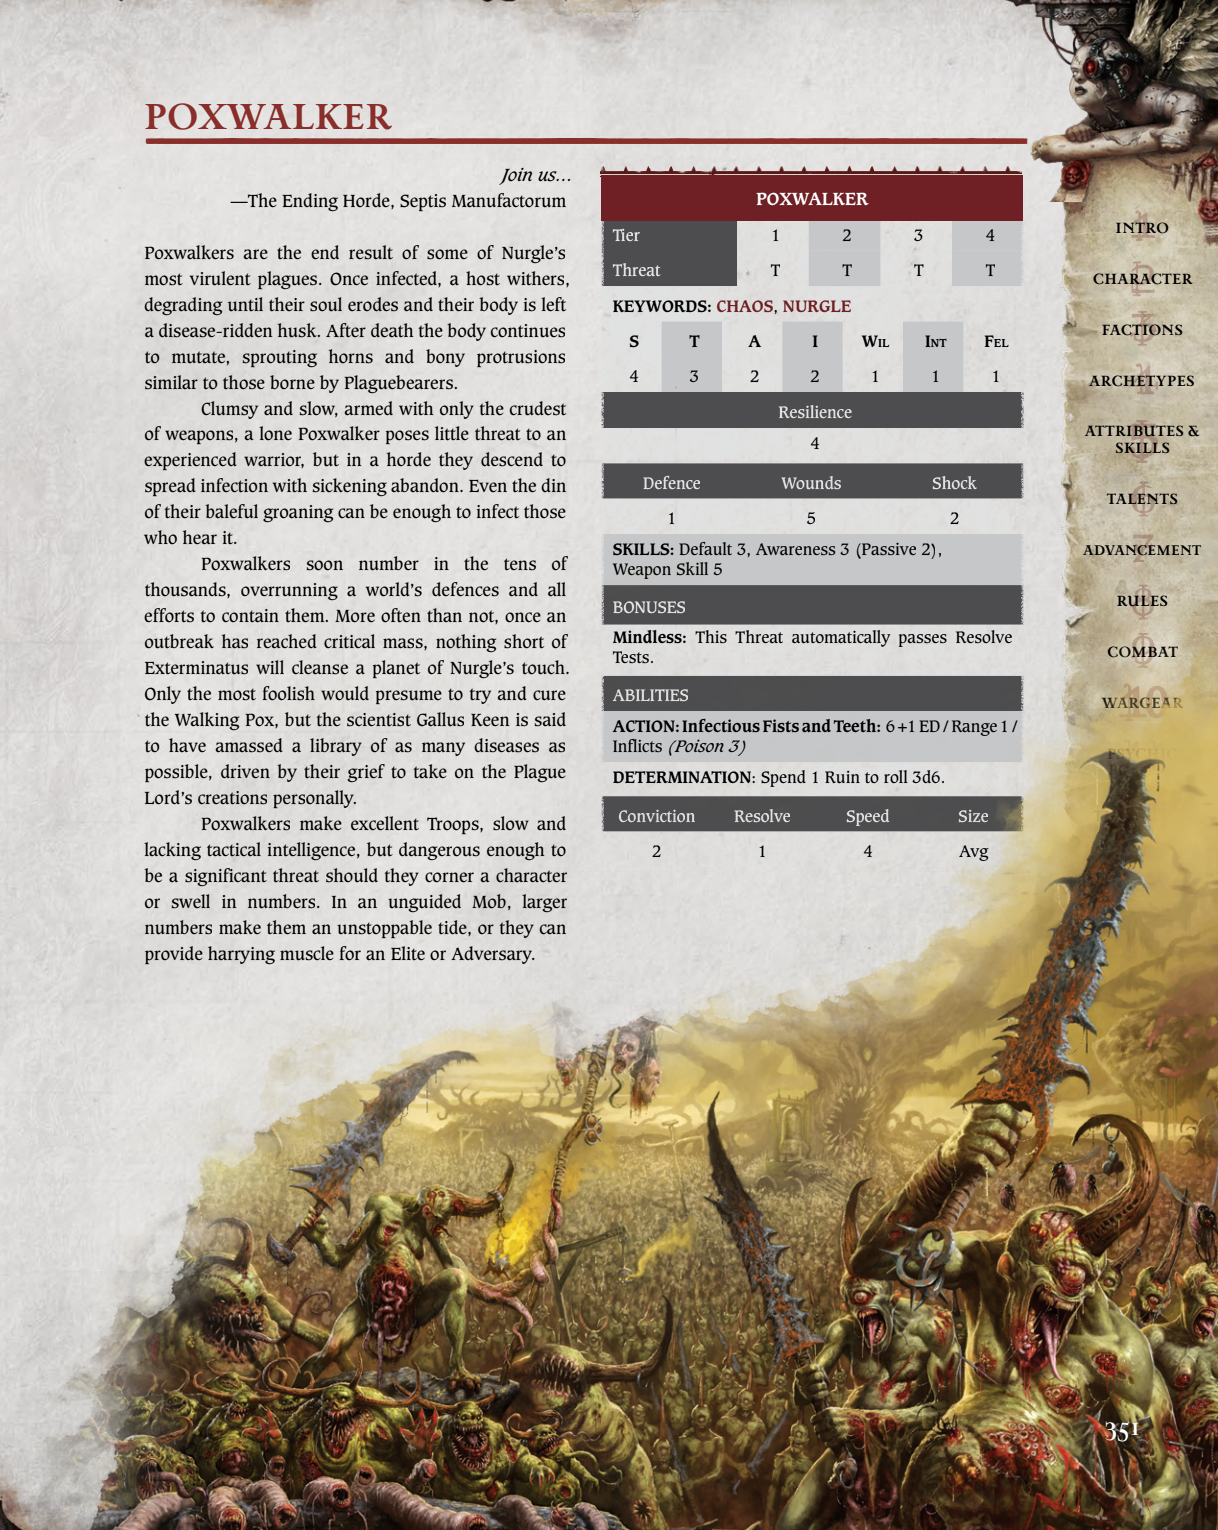 POXWALKER
Join us...
—The Ending Horde, Septis Manufactorum
Poxwalkers are the end result of some of Nurgle's
most virulent plagues. Once infected, a host withers,
degrading until their soul erodes and their body is left
a disease-ridden husk. After death the body continues
to mutate, sprouting horns and bony protrusions
similar to those borne by Plaguebearers.
Clumsy and slow, armed with only the crudest
of weapons, a lone Poxwalker poses little threat to an
experienced warrior, but in a horde they descend to
spread infection with sickening abandon. Even the din
of their baleful groaning can be enough to infect those
who hear it.
Poxwalkers soon number in the tens of
thousands, overrunning a world's defences and all
efforts to contain them. More often than not, once an
outbreak has reached critical mass, nothing short of
Exterminatus will cleanse a planet of Nurgle's touch.
Only the most foolish would presume to try and cure
the Walking Pox, but the scientist Gallus Keen is said
to have amassed a library of as many diseases as
possible, driven by their grief to take on the Plague
Lord's creations personally.
Poxwalkers make excellent Troops, slow and
lacking tactical intelligence, but dangerous enough to
be a significant threat should they corner a character
or swell in numbers. In an unguided Mob, larger
numbers make them an unstoppable tide, or they can
provide harrying muscle for an Elite or Adversary.
POXWALKER
Tier 1 2 3 4
Threat T T T T
KEYWORDS: CHAOS, NURGLE
S T A I WIL INT FEL
4 3 2 2 1 1 1
Resilience
4
Defence Wounds Shock
1 5 2
SKILLS: Default 3, Awareness 3 (Passive 2),
Weapon Skill 5
BONUSES
Mindless: This Threat automatically passes Resolve
Tests.
ABILITIES
ACTION: Infectious Fists and Teeth: 6 +1 ED / Range 1 /
Inflicts (Poison 3)
DETERMINATION: Spend 1 Ruin to roll 3d6.
Conviction Resolve Speed Size
2 1 4 Avg
INTRO
CHARACTER
FACTIONS
ARCHETYPES
ATTRIBUTES &
SKILLS
TALENTS
ADVANCEMENT
RULES
COMBAT
WARGEAR
PSYCHIC
351